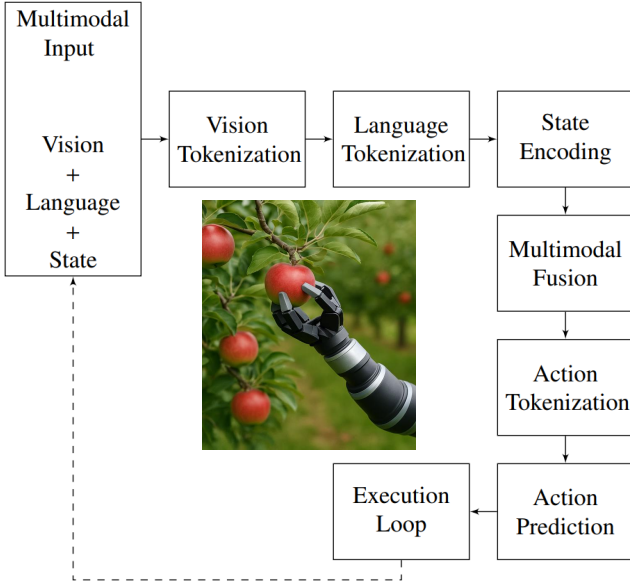 Multimodal
Input
Vision
+
Language
+
State
Vision
Tokenization
Language
Tokenization
State
Encoding
Multimodal
Fusion
Action
Tokenization
Action
Prediction
Execution
Loop